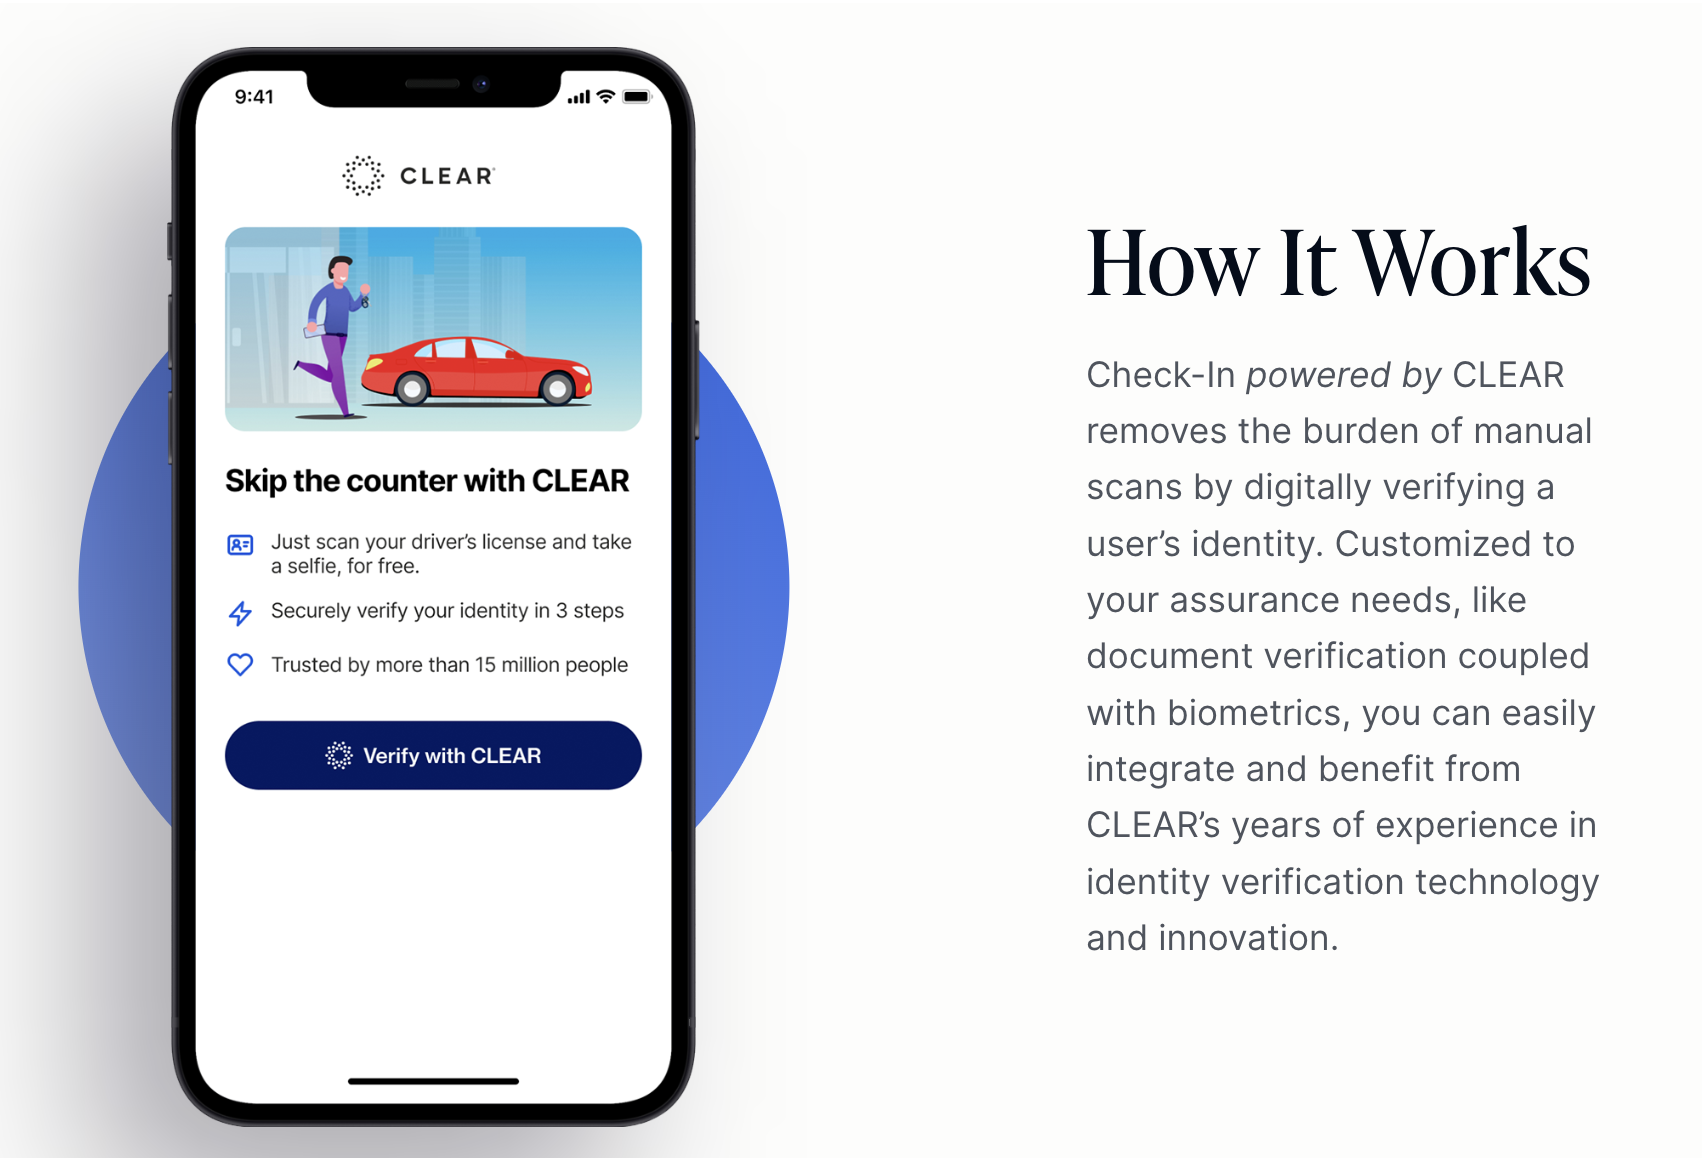 9:41
CLEAR
Skip the counter with CLEAR
Just scan your driver's license and take
a selfie, for free.
Securely verify your identity in 3 steps
Trusted by more than 15 million people
Verify with CLEAR
How It Works
Check-In powered by CLEAR
removes the burden of manual
scans by digitally verifying a
user’s identity. Customized to
your assurance needs, like
document verification coupled
with biometrics, you can easily
integrate and benefit from
CLEAR’s years of experience in
identity verification technology
and innovation.